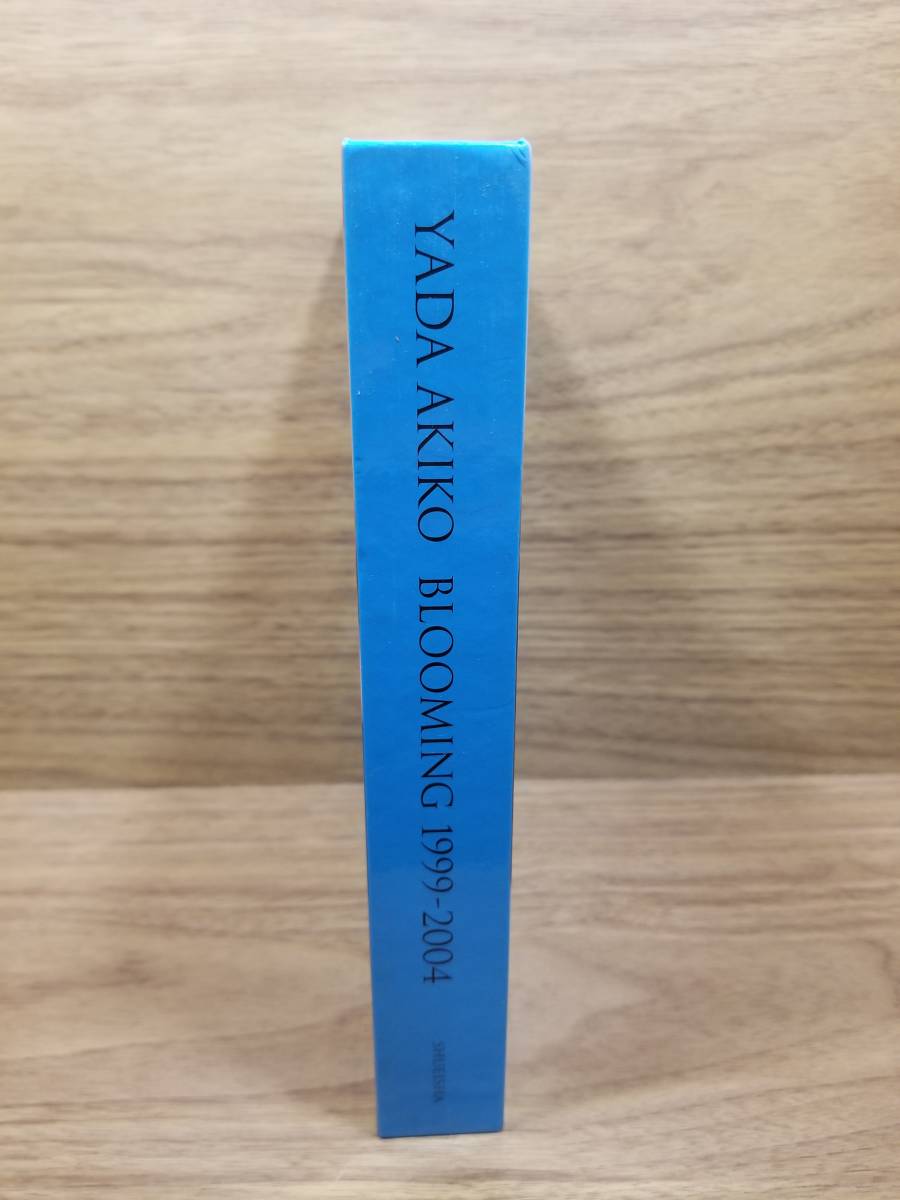 YADA AKIKO BLOOMING 1999-2004
SHUEISHA